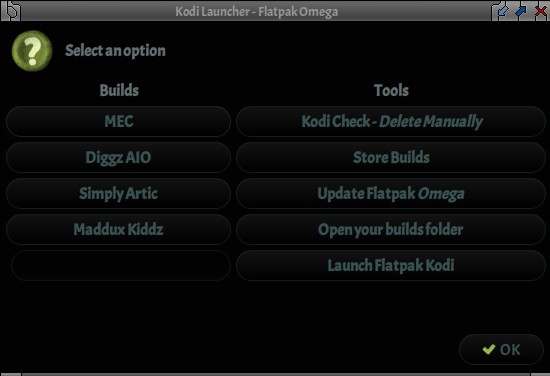 Kodi Launcher - Flatpak Omega
Select an option
Builds
Tools
MEC
Kodi Check - Delete Manually
Diggz AIO
Store Builds
Simply Artic
Update Flatpak Omega
Maddux Kiddz
Open your builds folder
Launch Flatpak Kodi
OK